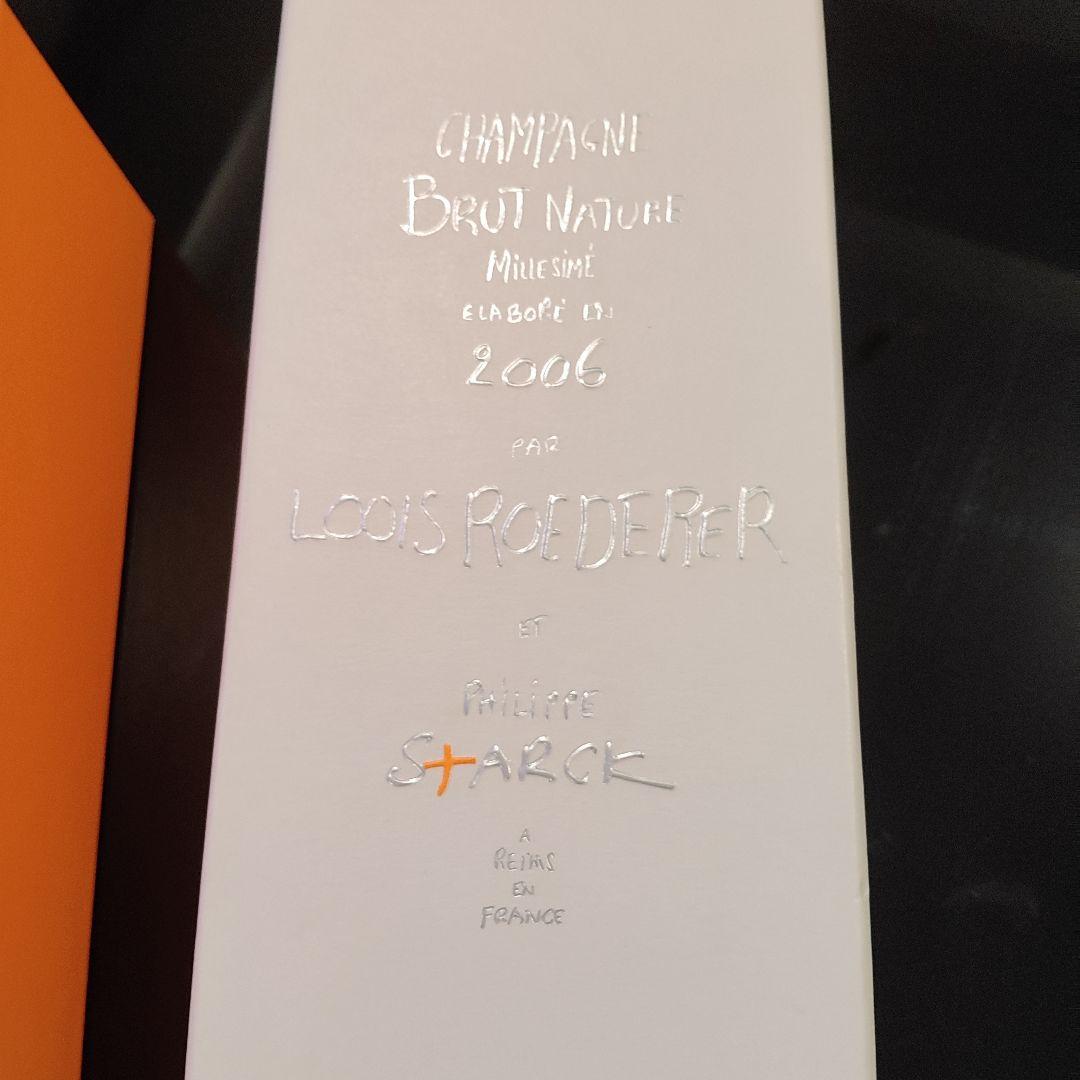 CHAMPAGNE
BRUT NATURE
MILLESIMÉ
ELABORÉ EN
2006
PAR
LOUIS ROEDERER
ET
PHILIPPE
STARCK
A
REIMS
EN
FRANCE